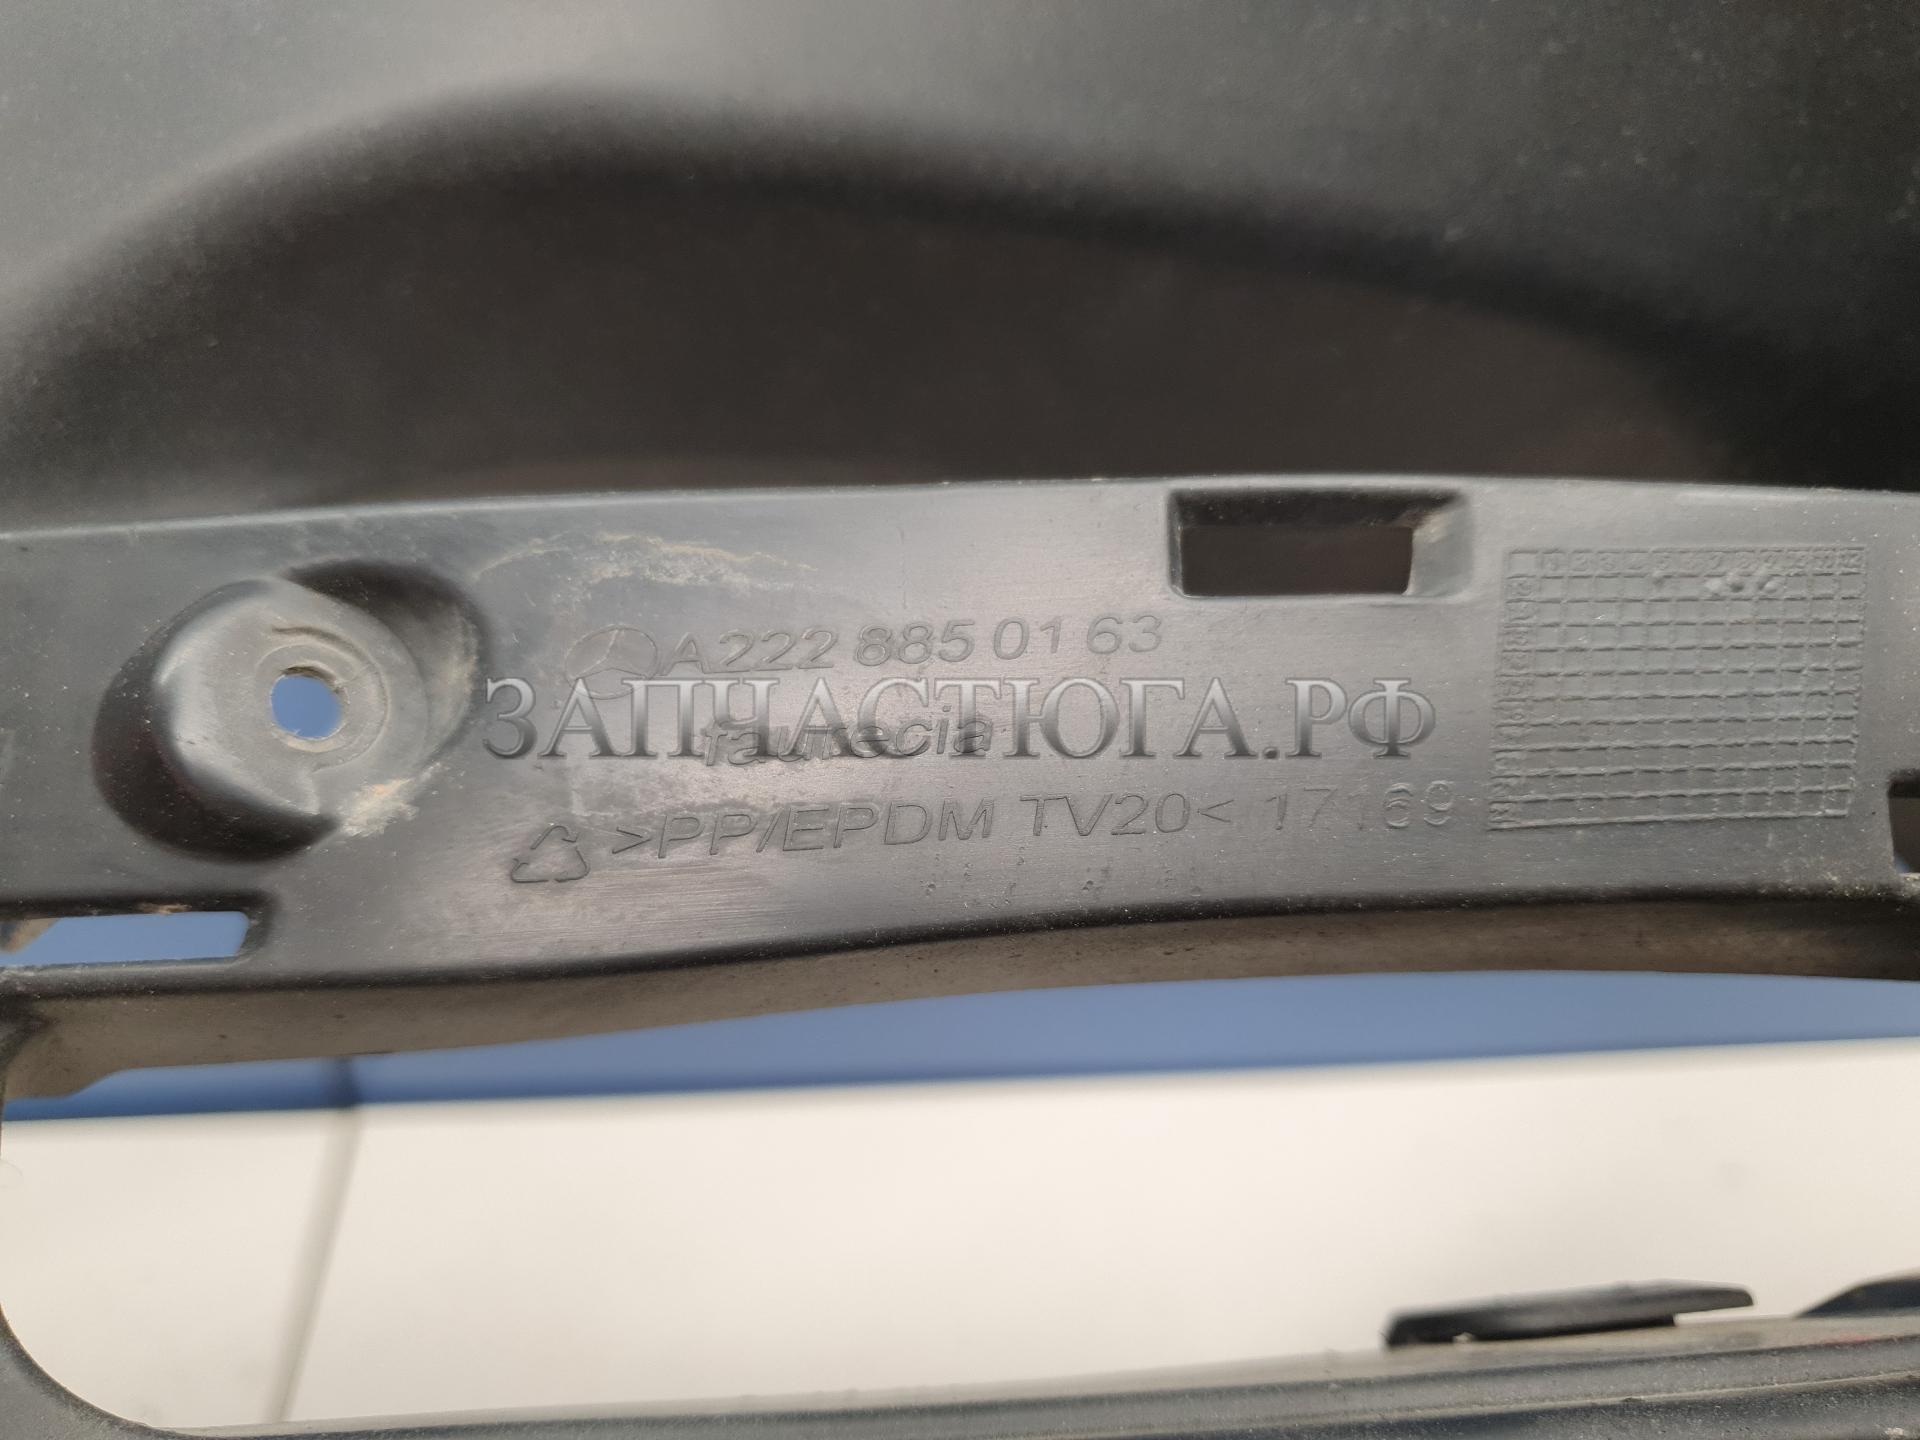 A222 885 01 63
ЗАПЧАСТЮГА.РФ
faurecia
>PP/EPDM TV20< 17169